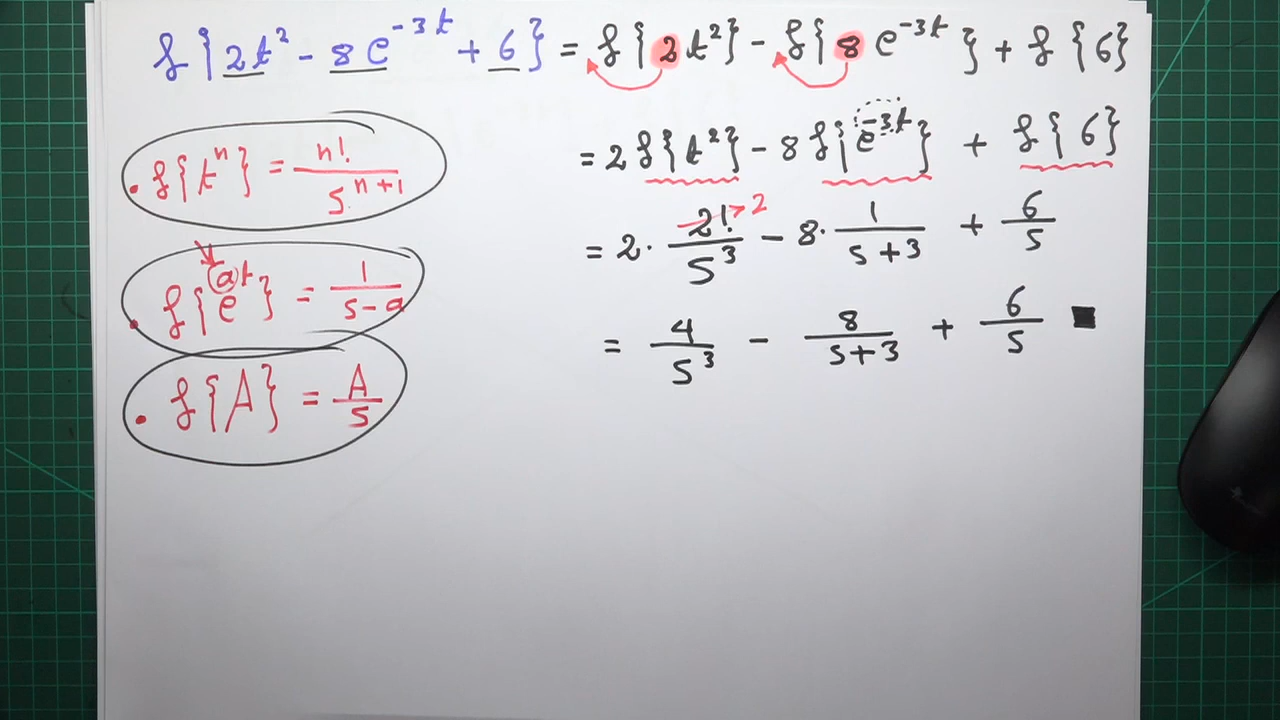 ℒ{2t² - 8e^{-3t} + 6} = ℒ{2t²} - ℒ{8e^{-3t}} + ℒ{6}
= 2ℒ{t²} - 8ℒ{e^{-3t}} + ℒ{6}
= 2 · 2!/s³ → 2 - 8 · 1/(s+3) + 6/s
= 4/s³ - 8/(s+3) + 6/s ■
• ℒ{tⁿ} = n!/s^{n+1}
• ℒ{e^{(a)t}} = 1/(s-a)
• ℒ{A} = A/s